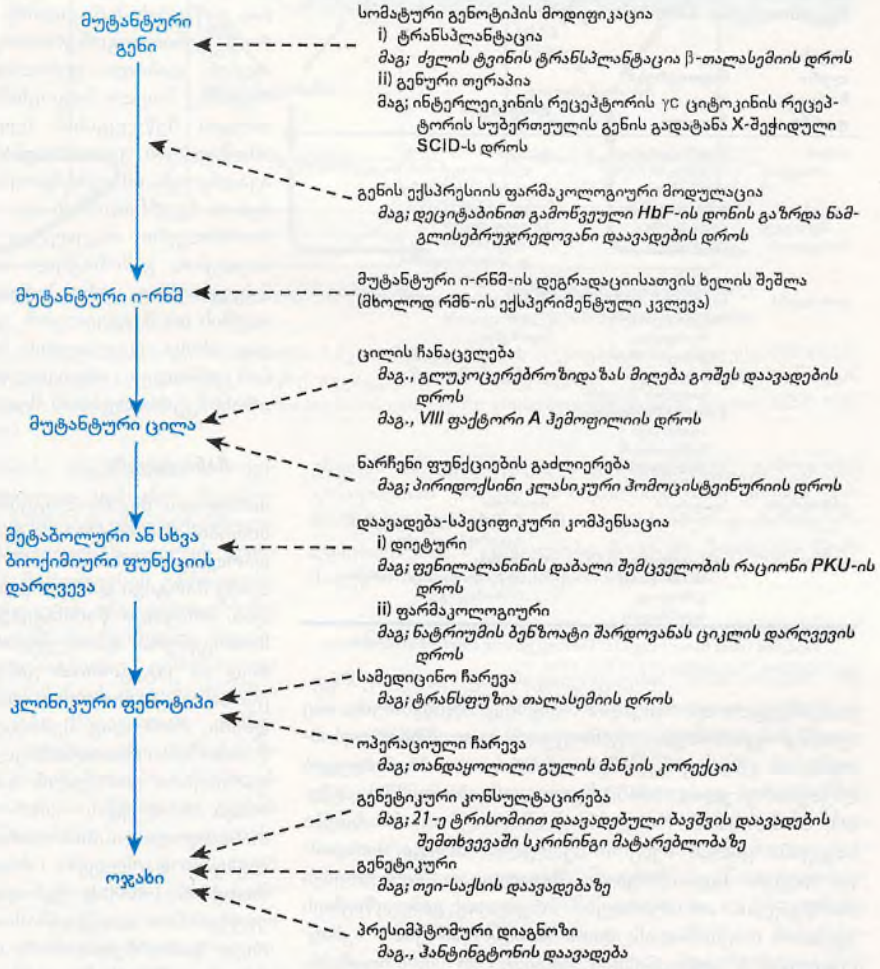 მუტანტური
გენი
სომატური გენოტიპის მოდიფიკაცია
i) ტრანსპლანტაცია
მაგ; ძვლის ტვინის ტრანსპლანტაცია β-თალასემიის დროს
ii) გენური თერაპია
მაგ; ინტერლეიკინის რეცეპტორის γc ციტოკინის რეცეპ-
ტორის სუბერთეულის გენის გადატანა X-შეჭიდული
SCID-ს დროს
გენის ექსპრესიის ფარმაკოლოგიური მოდულაცია
მაგ; დეციტაბინით გამოწვეული HbF-ის დონის გაზრდა ნამ-
გლისებრუჯრედოვანი დაავადების დროს
მუტანტური ი-რნმ
მუტანტური ი-რნმ-ის დეგრადაციისათვის ხელის შეშლა
(მხოლოდ რმნ-ის ექსპერიმენტული კვლევა)
ცილის ჩანაცვლება
მაგ., გლუკოცერებროზიდაზას მიღება გოშეს დაავადების
დროს
მაგ., VIII ფაქტორი A ჰემოფილიის დროს
მუტანტური ცილა
ნარჩენი ფუნქციების გაძლიერება
მაგ; პირიდოქსინი კლასიკური ჰომოცისტეინურიის დროს
მეტაბოლური ან სხვა
ბიოქიმიური ფუნქციის
დარღვევა
დაავადება-სპეციფიკური კომპენსაცია
i) დიეტური
მაგ; ფენილალანინის დაბალი შემცველობის რაციონი PKU-ის
დროს
ii) ფარმაკოლოგიური
მაგ; ნატრიუმის ბენზოატი შარდოვანას ციკლის დარღვევის
დროს
კლინიკური ფენოტიპი
სამედიცინო ჩარევა
მაგ; ტრანსფუზია თალასემიის დროს
ოპერაციული ჩარევა
მაგ; თანდაყოლილი გულის მანკის კორექცია
გენეტიკური კონსულტაცირება
მაგ; 21-ე ტრისომიით დაავადებული ბავშვის დაავადების
შემთხვევაში სკრინინგი მატარებლობაზე
ოჯახი
გენეტიკური
მაგ; თეი-საქსის დაავადებაზე
პრესიმპტომური დიაგნოზი
მაგ., ჰანტინგტონის დაავადება